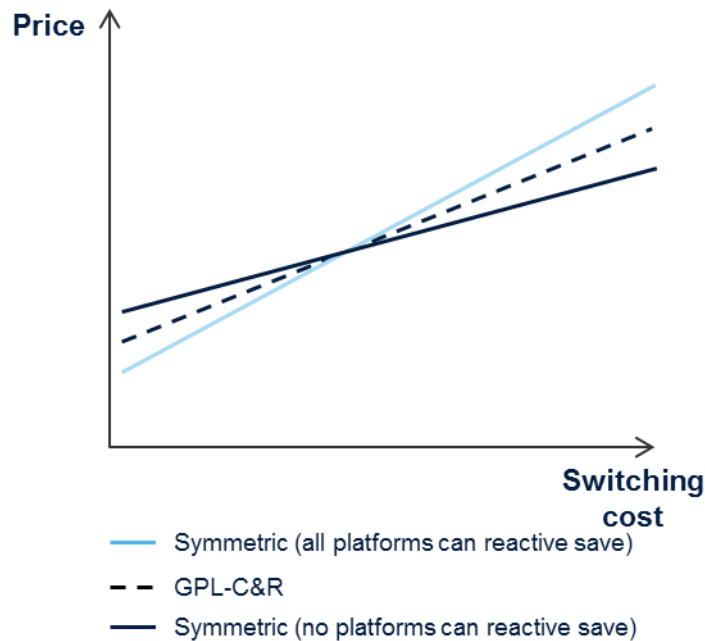 Price
Switching
cost
Symmetric (all platforms can reactive save)
GPL-C&R
Symmetric (no platforms can reactive save)